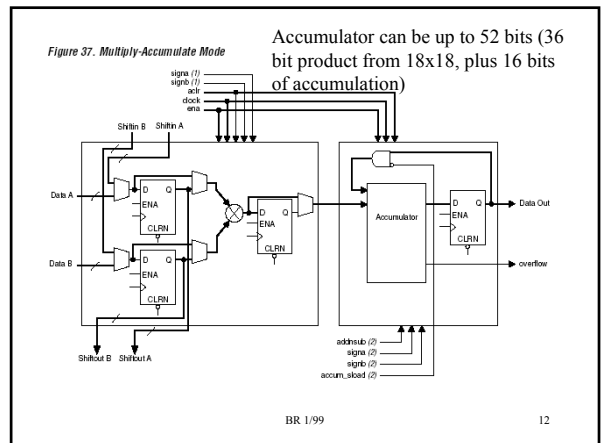 Accumulator can be up to 52 bits (36
bit product from 18x18, plus 16 bits
of accumulation)
Figure 37. Multiply-Accumulate Mode
signa (1)
signb (1)
aclr
clock
ena
Shiftin B
Shiftin A
Data A
D Q
ENA
CLRN
Data B
D Q
ENA
CLRN
D Q
ENA
CLRN
Accumulator
D Q
ENA
CLRN
Data Out
overflow
Shiftout B
Shiftout A
addnsub (2)
signa (2)
signb (2)
accum_sload (2)
BR 1/99
12